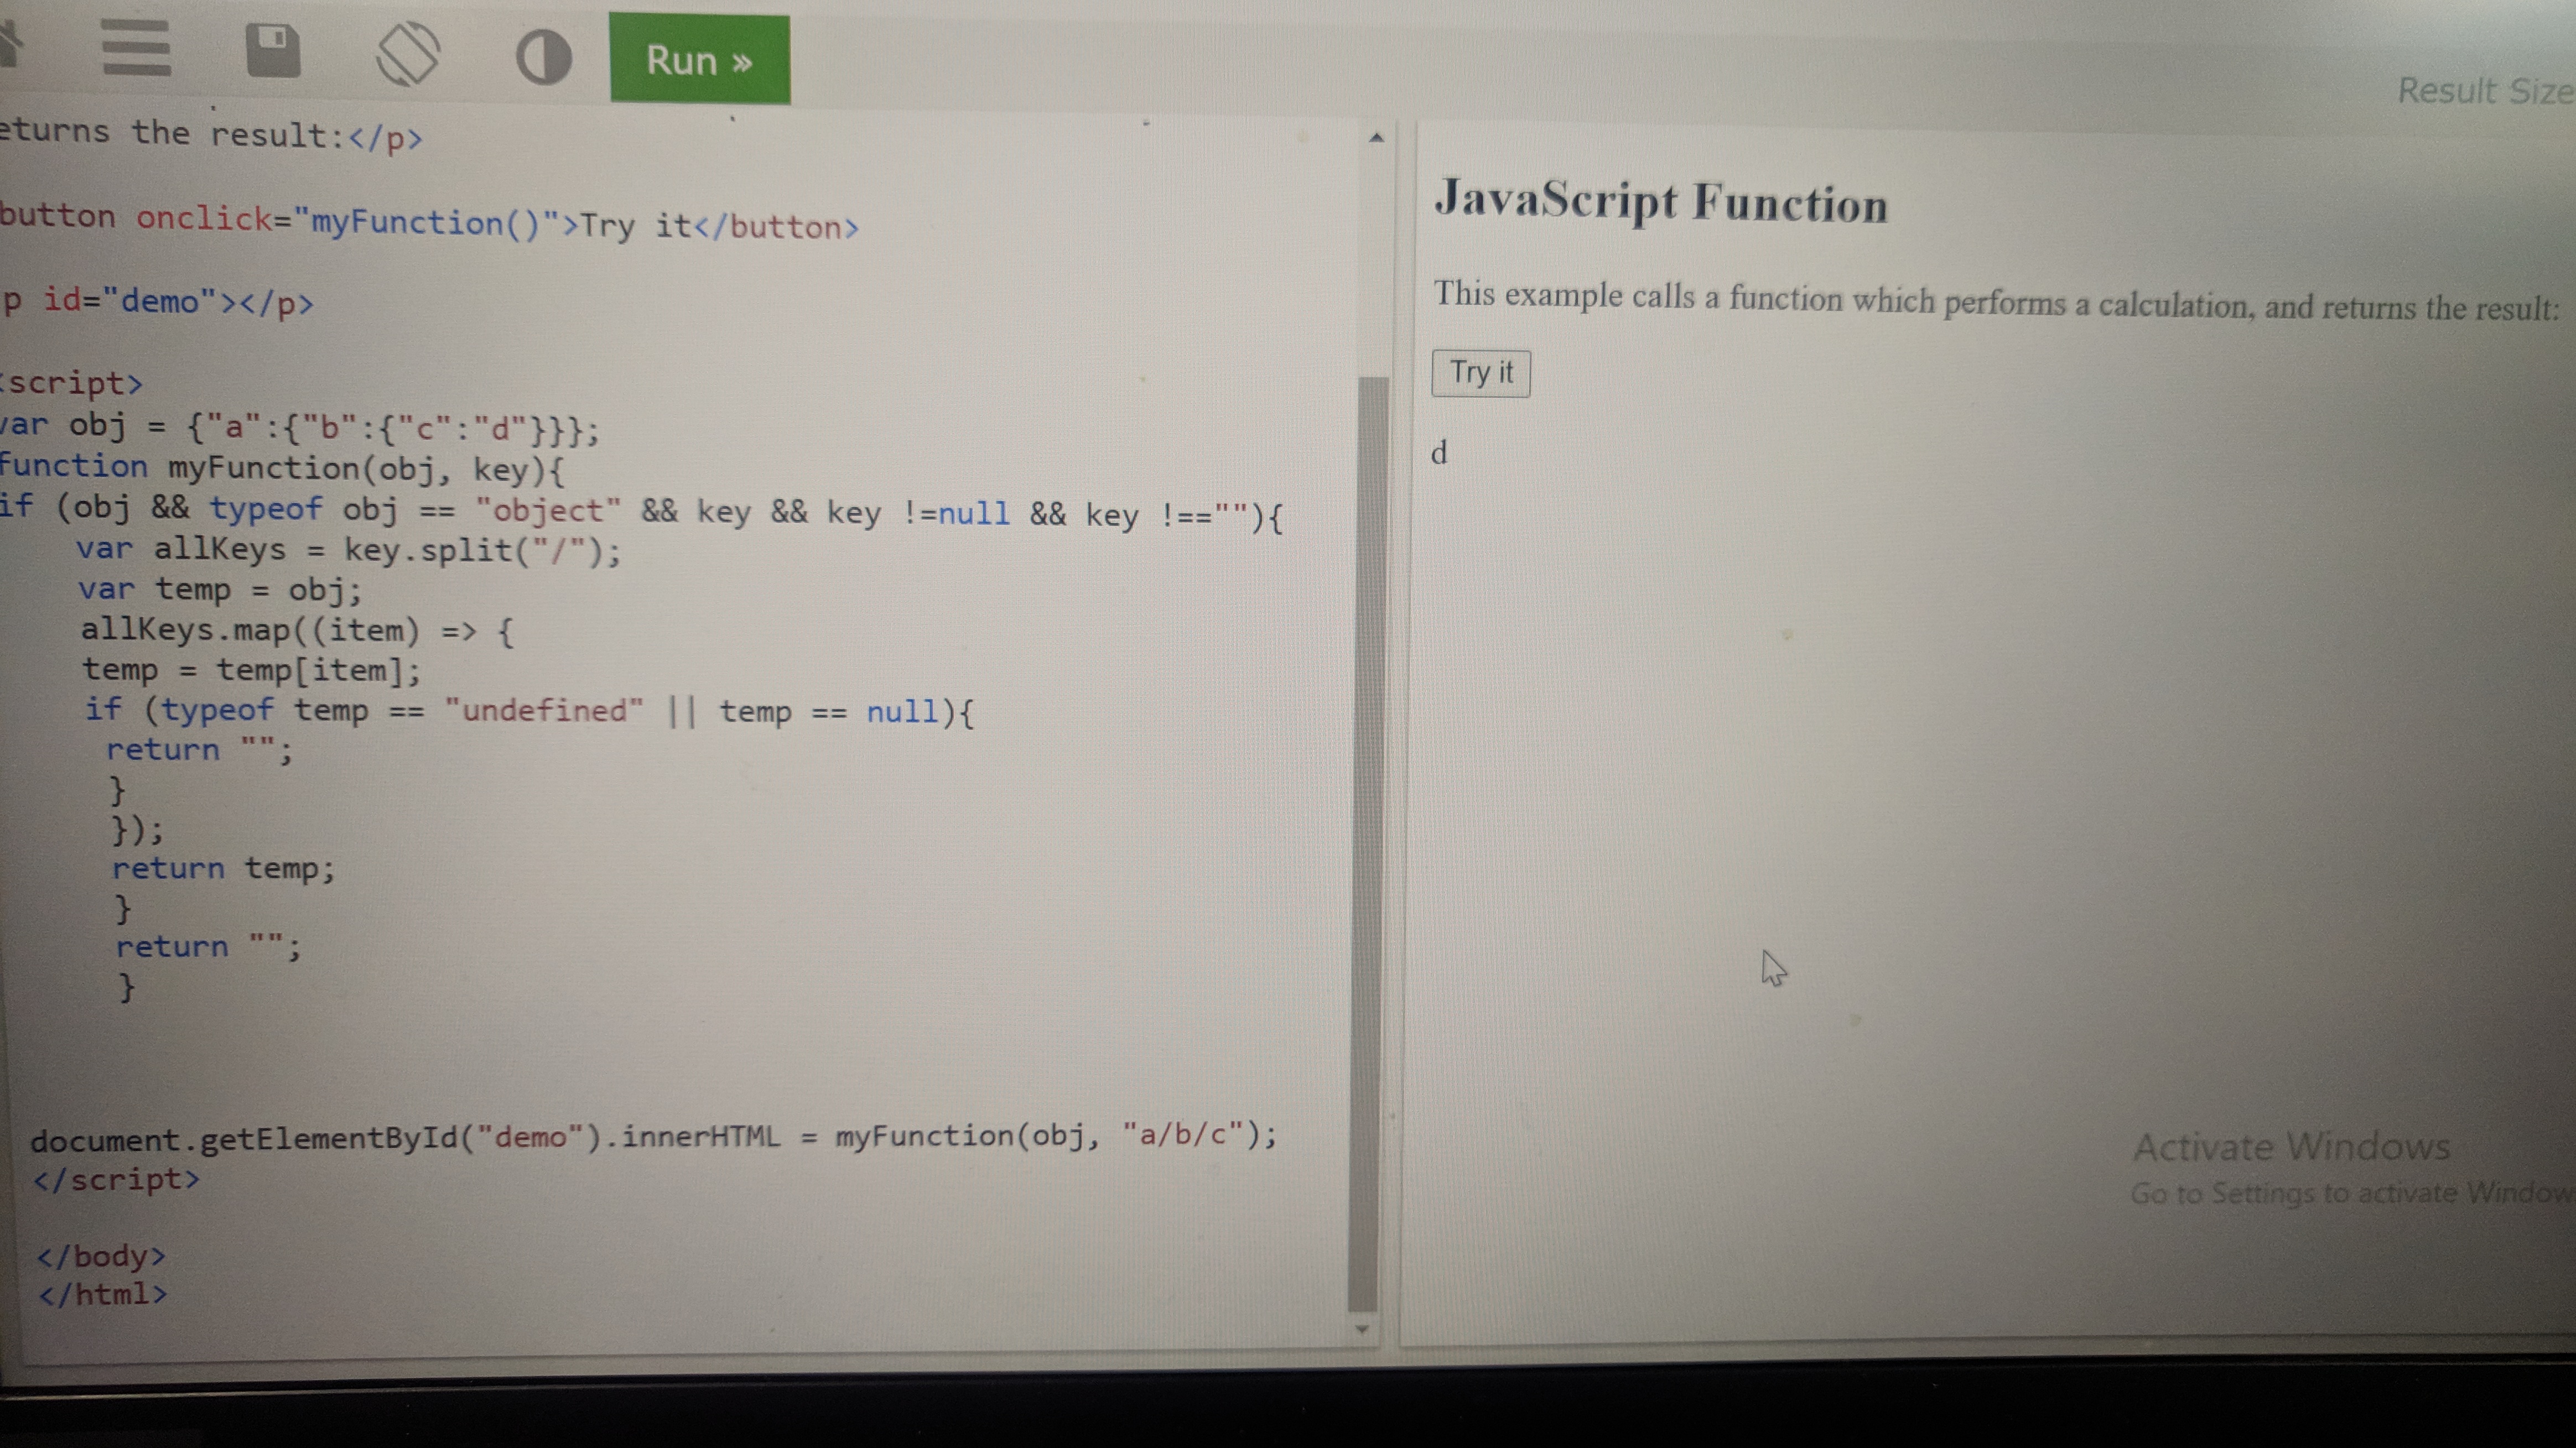 Run »
Result Size
eturns the result:</p>
button onclick="myFunction()">Try it</button>
p id="demo"></p>
script>
var obj = {"a":{"b":{"c":"d"}}};
function myFunction(obj, key){
if (obj && typeof obj == "object" && key && key !=null && key !==""){
var allKeys = key.split("/");
var temp = obj;
allKeys.map((item) => {
temp = temp[item];
if (typeof temp == "undefined" || temp == null){
return "";
}
});
return temp;
}
return "";
}
document.getElementById("demo").innerHTML = myFunction(obj, "a/b/c");
</script>
</body>
</html>
JavaScript Function
This example calls a function which performs a calculation, and returns the result:
Try it
d
Activate Windows
Go to Settings to activate Window